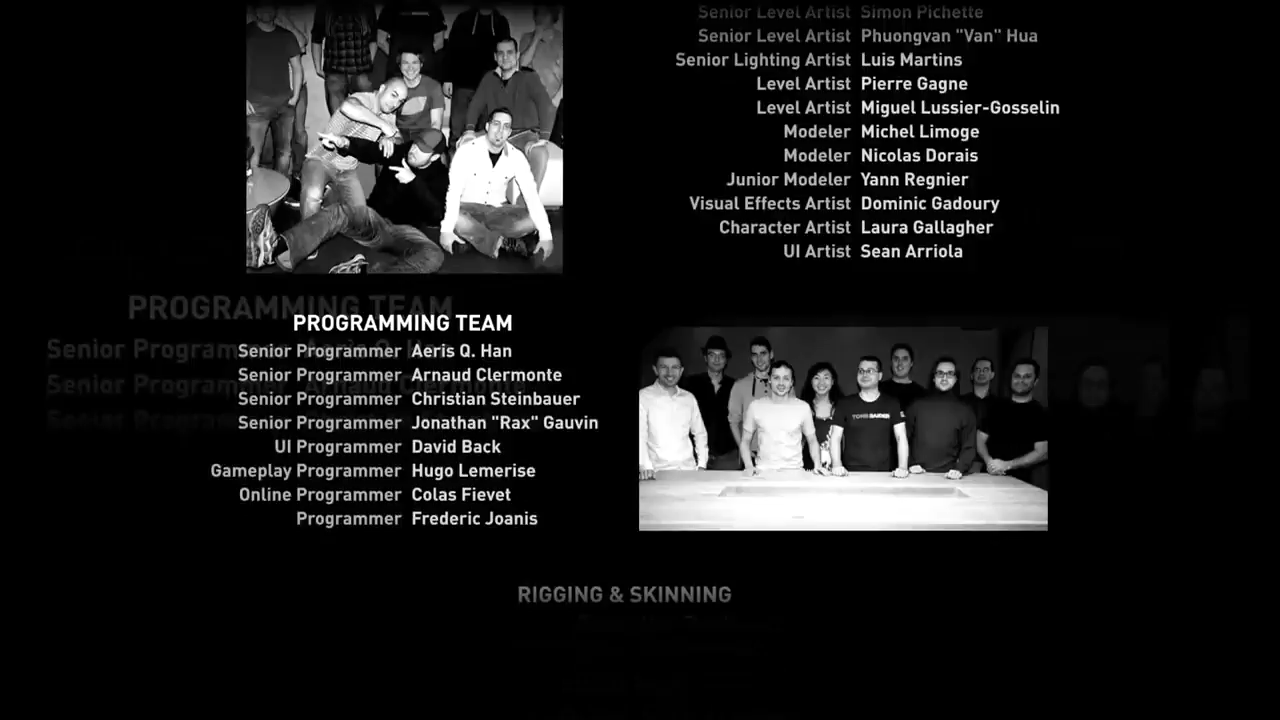 Senior Level Artist Simon Pichette
Senior Level Artist Phuongvan "Van" Hua
Senior Lighting Artist Luis Martins
Level Artist Pierre Gagne
Level Artist Miguel Lussier-Gosselin
Modeler Michel Limoge
Modeler Nicolas Dorais
Junior Modeler Yann Regnier
Visual Effects Artist Dominic Gadoury
Character Artist Laura Gallagher
UI Artist Sean Arriola
PROGRAMMING TEAM
PROGRAMMING TEAM
Senior Programmer Aeris Q. Han
Senior Programmer Arnaud Clermonte
Senior Programmer Christian Steinbauer
Senior Programmer Jonathan "Rax" Gauvin
UI Programmer David Back
Gameplay Programmer Hugo Lemerise
Online Programmer Colas Fievet
Programmer Frederic Joanis
TOMB RAIDER
RIGGING & SKINNING